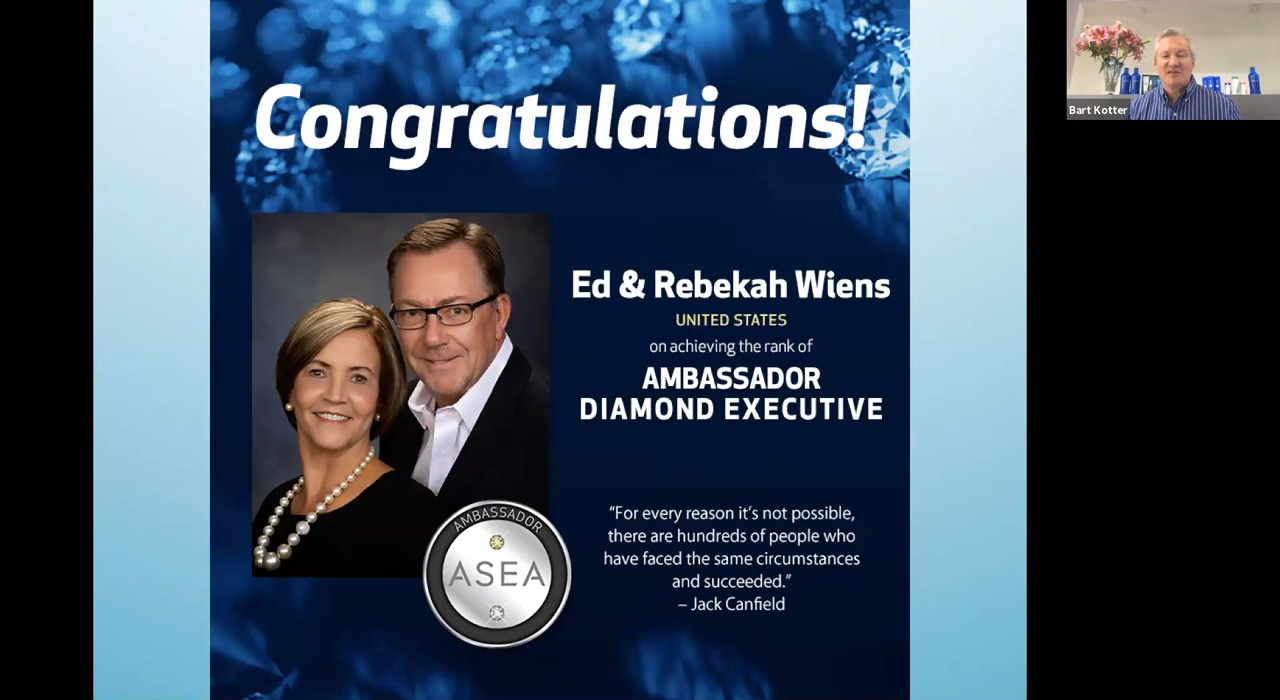 Congratulations!
Bart Kotter
Ed & Rebekah Wiens
UNITED STATES
on achieving the rank of
AMBASSADOR
DIAMOND EXECUTIVE
AMBASSADOR
ASEA
“For every reason it’s not possible,
there are hundreds of people who
have faced the same circumstances
and succeeded.”
– Jack Canfield